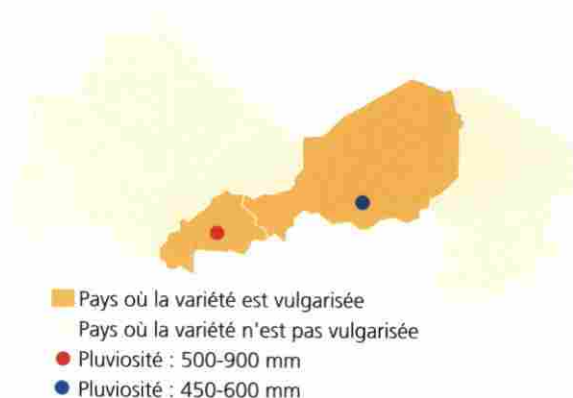 Pays où la variété est vulgarisée
Pays où la variété n'est pas vulgarisée
Pluviosité : 500-900 mm
Pluviosité : 450-600 mm